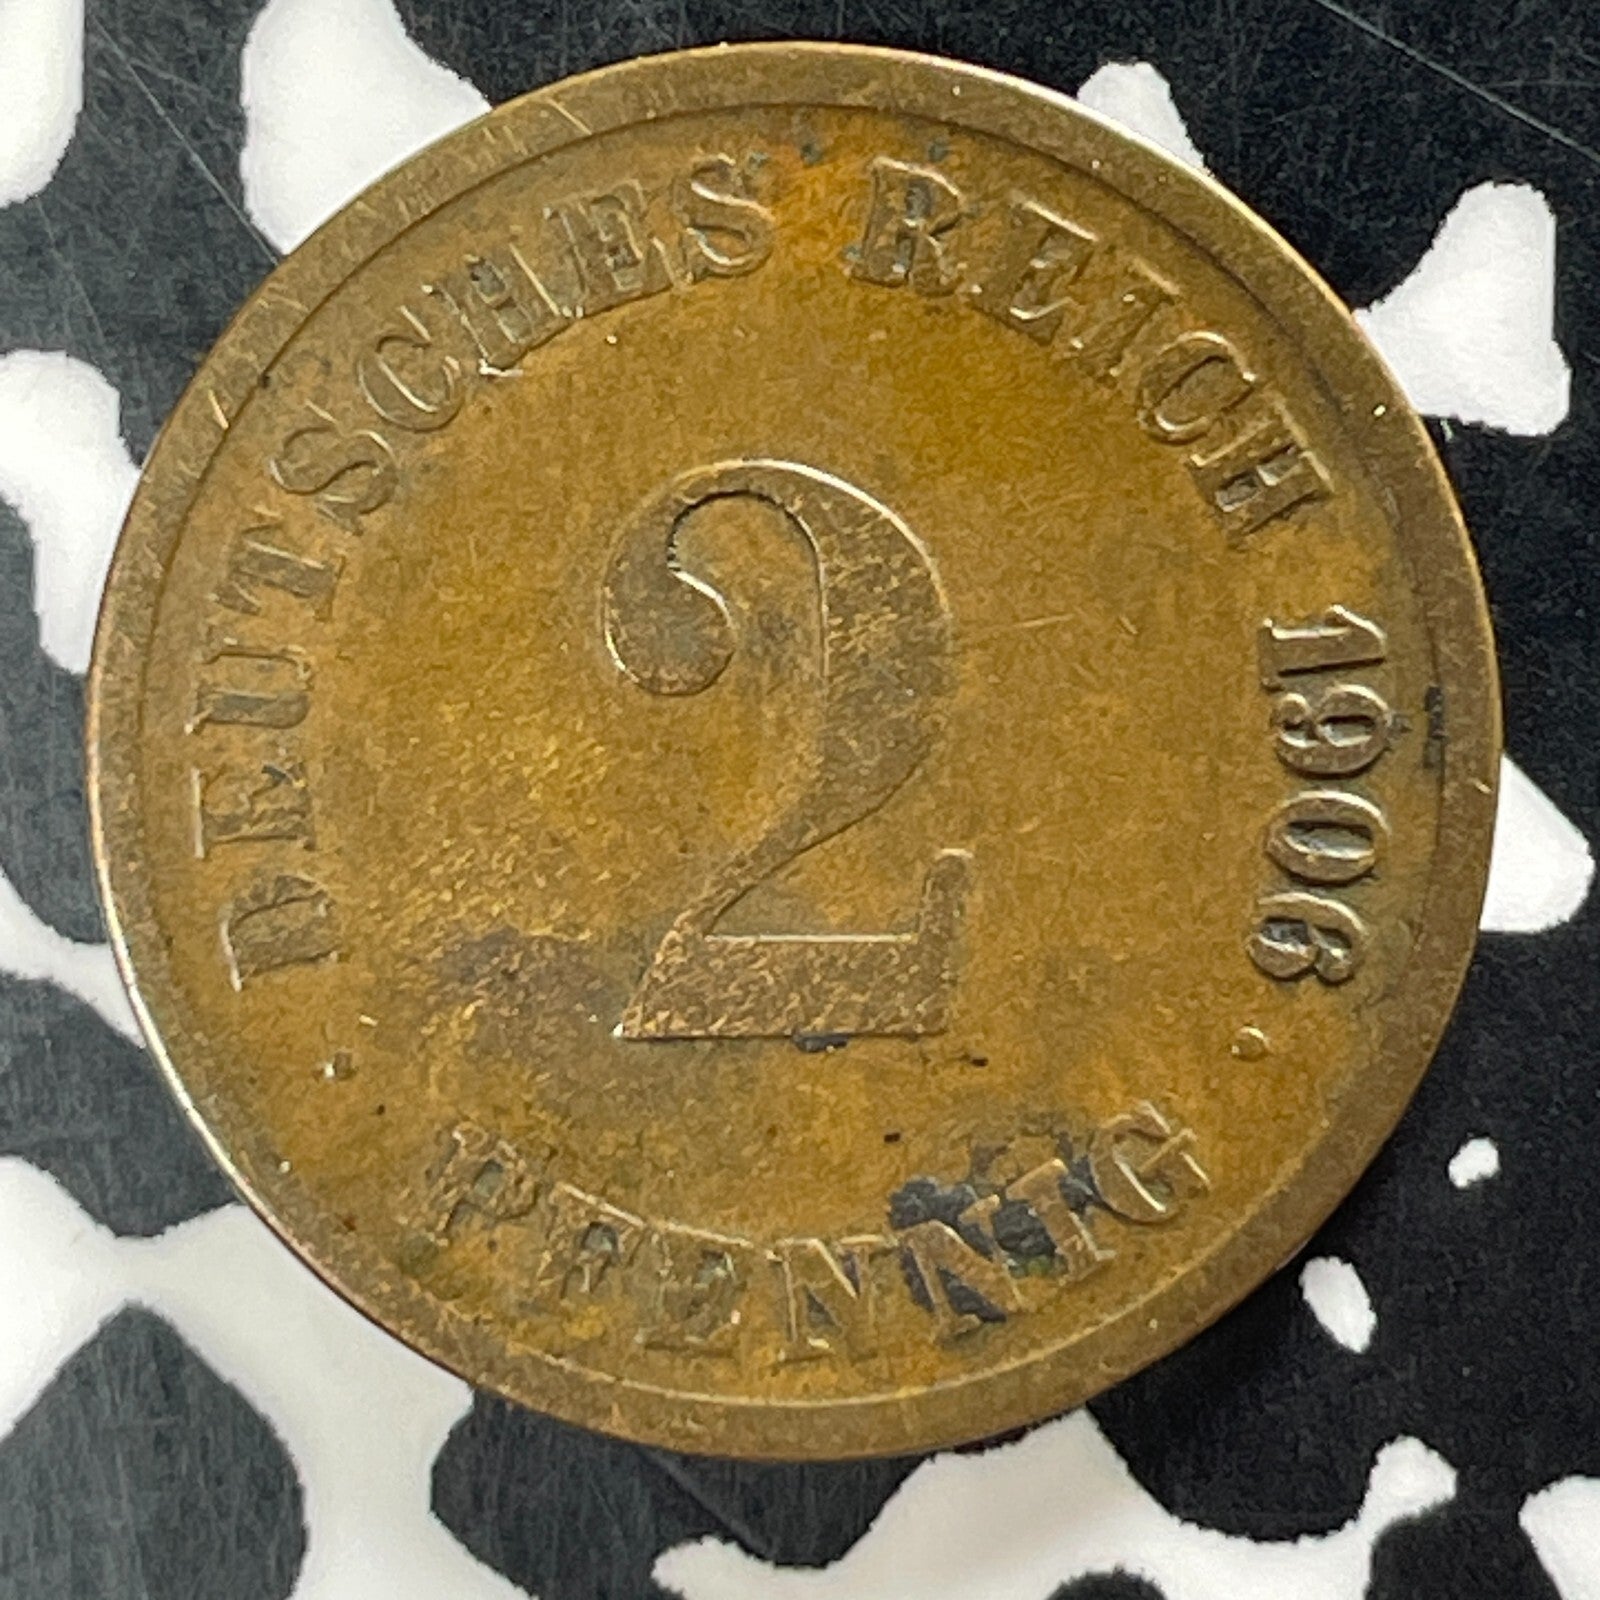 DEUTSCHES REICH 1906
2
PFENNIG